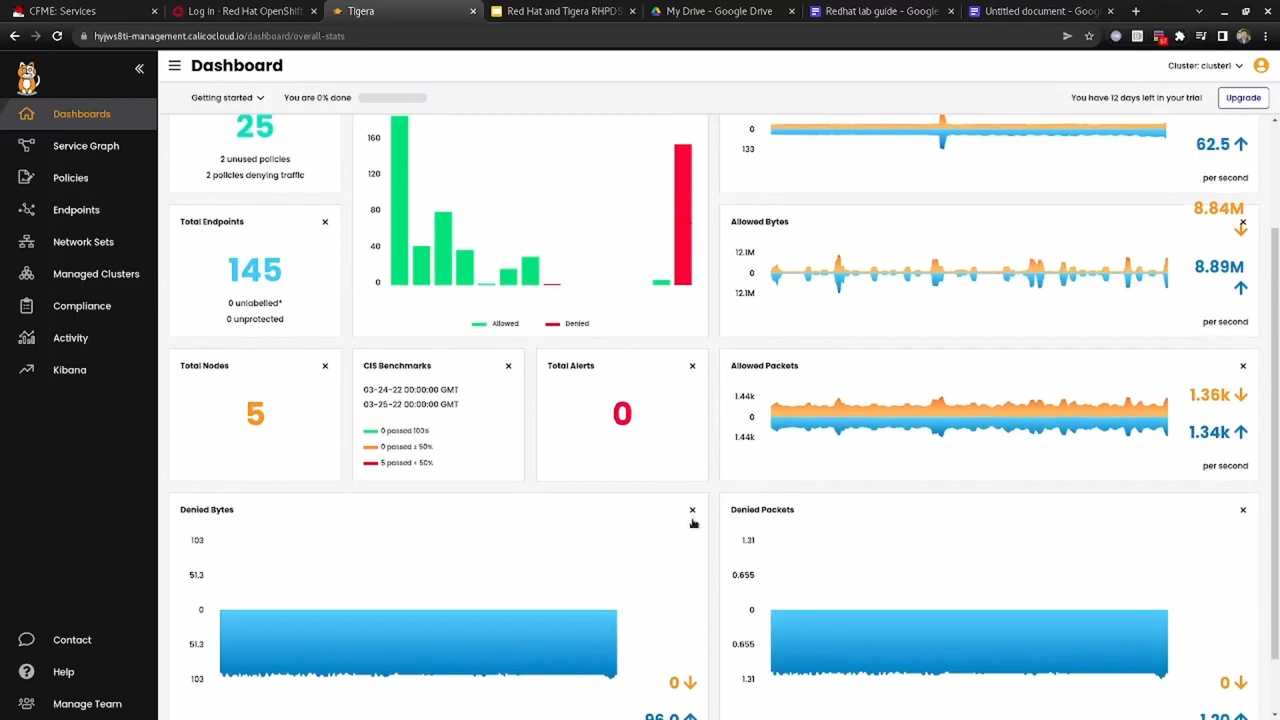 CFME: Services
Log in · Red Hat OpenShift
Tigera
Red Hat and Tigera RHPDS
My Drive - Google Drive
Redhat lab guide - Google
Untitled document - Goog
hyjwvs8ti-management.calicocloud.io/dashboard/overall-stats
Dashboard
Cluster: cluster1
Getting started
You are 0% done
You have 12 days left in your trial
Upgrade
Dashboards
Service Graph
Policies
Endpoints
Network Sets
Managed Clusters
Compliance
Activity
Kibana
Contact
Help
Manage Team
25
2 unused policies
2 policies denying traffic
160
120
80
40
0
Allowed
Denied
0
133
62.5
per second
Total Endpoints
145
0 unlabelled*
0 unprotected
Allowed Bytes
12.1M
0
12.1M
8.84M
8.89M
per second
Total Nodes
5
CIS Benchmarks
03-24-22 00:00:00 GMT
03-25-22 00:00:00 GMT
0 passed 100%
0 passed ≥ 50%
5 passed < 50%
Total Alerts
0
Allowed Packets
1.44k
0
1.44k
1.36k
1.34k
per second
Denied Bytes
103
51.3
0
51.3
103
0
96.0
Denied Packets
1.31
0.655
0
0.655
1.31
0
1.20